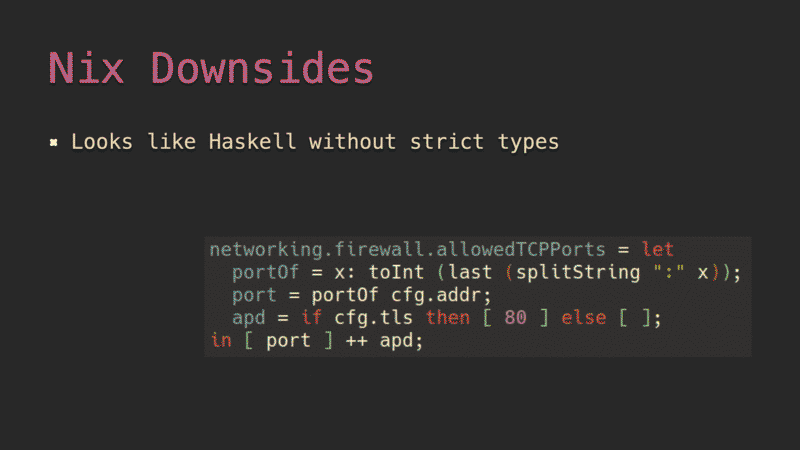 Nix Downsides
Looks like Haskell without strict types
networking.firewall.allowedTCPPorts = let
  portOf = x: toInt (last (splitString ":" x));
  port = portOf cfg.addr;
  apd = if cfg.tls then [ 80 ] else [ ];
in [ port ] ++ apd;